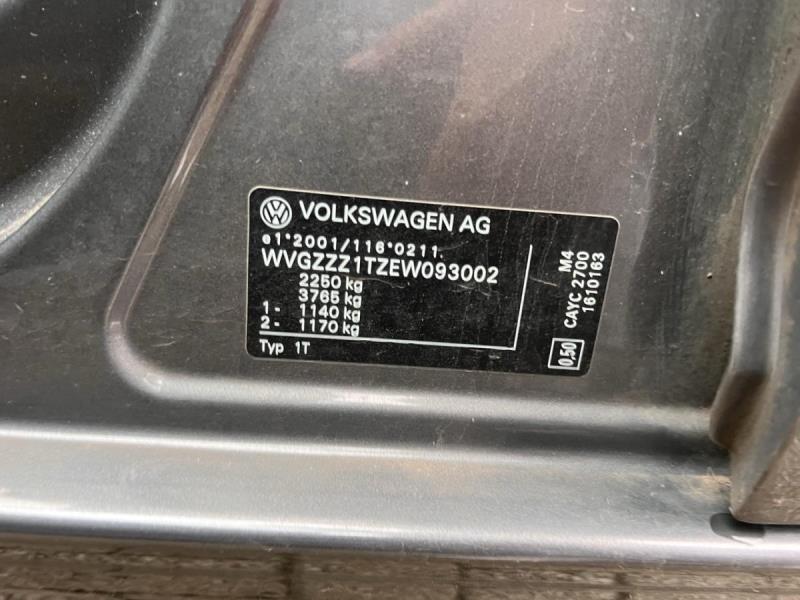 VOLKSWAGEN AG
e1*2001/116*0211.
WVGZZZ1TZEW093002
2250 kg
3765 kg
1- 1140 kg
2- 1170 kg
Typ 1T
M4
CAYC 2700
1610163
0,50